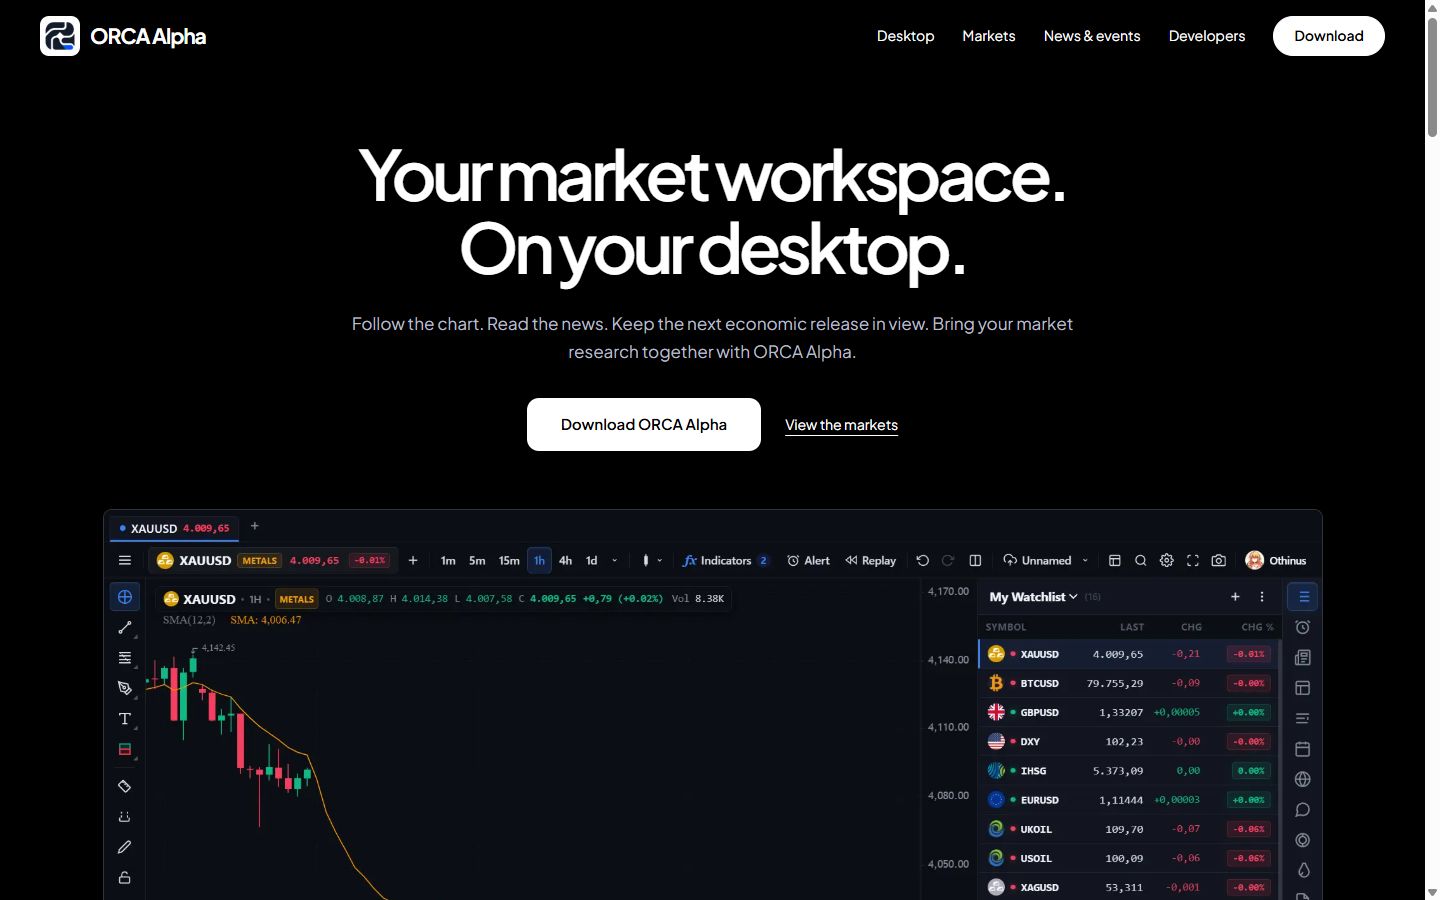 ORCA Alpha
Desktop Markets News & events Developers Download
Your market workspace.
On your desktop.
Follow the chart. Read the news. Keep the next economic release in view. Bring your market
research together with ORCA Alpha.
Download ORCA Alpha View the markets
XAUUSD 4.009,65 +
XAUUSD METALS 4.009,65 -0.01% + 1m 5m 15m 1h 4h 1d fx Indicators 2 Alert Replay Unnamed Othinus
XAUUSD · 1H · METALS O 4.008,87 H 4.014,38 L 4.007,58 C 4.009,65 +0,79 (+0.02%) Vol 8.38K
SMA(12,2) SMA: 4,006.47
4,142.45
4,170.00
4,140.00
4,110.00
4,080.00
4,050.00
My Watchlist (16) +
SYMBOL LAST CHG CHG %
XAUUSD 4.009,65 -0,21 -0.01%
BTCUSD 79.755,29 -0,09 -0.00%
GBPUSD 1,33207 +0,00005 +0.00%
DXY 102,23 -0,00 -0.00%
IHSG 5.373,09 0,00 0.00%
EURUSD 1,11444 +0,00003 +0.00%
UKOIL 109,70 -0,07 -0.06%
USOIL 100,09 -0,06 -0.06%
XAGUSD 53,311 -0,001 -0.00%